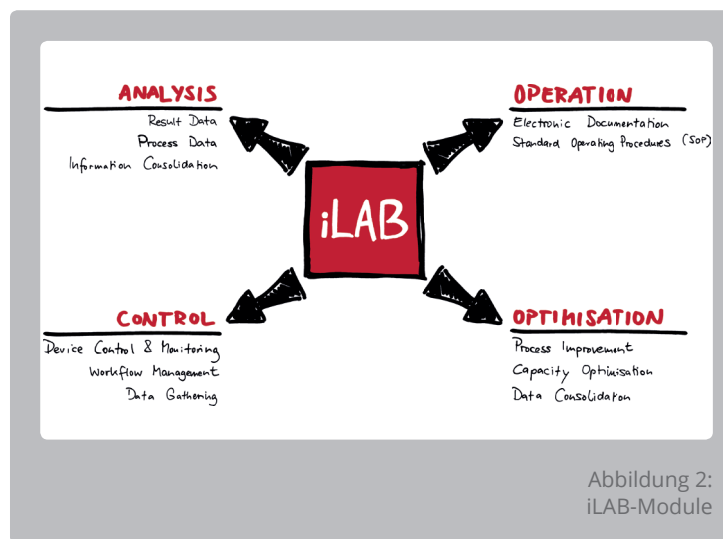 ANALYSIS
Result Data
Process Data
Information Consolidation
OPERATION
Electronic Documentation
Standard Operating Procedures (SOP)
iLAB
CONTROL
Device Control & Monitoring
Workflow Management
Data Gathering
OPTIMISATION
Process Improvement
Capacity Optimisation
Data Consolidaton
Abbildung 2:
iLAB-Module